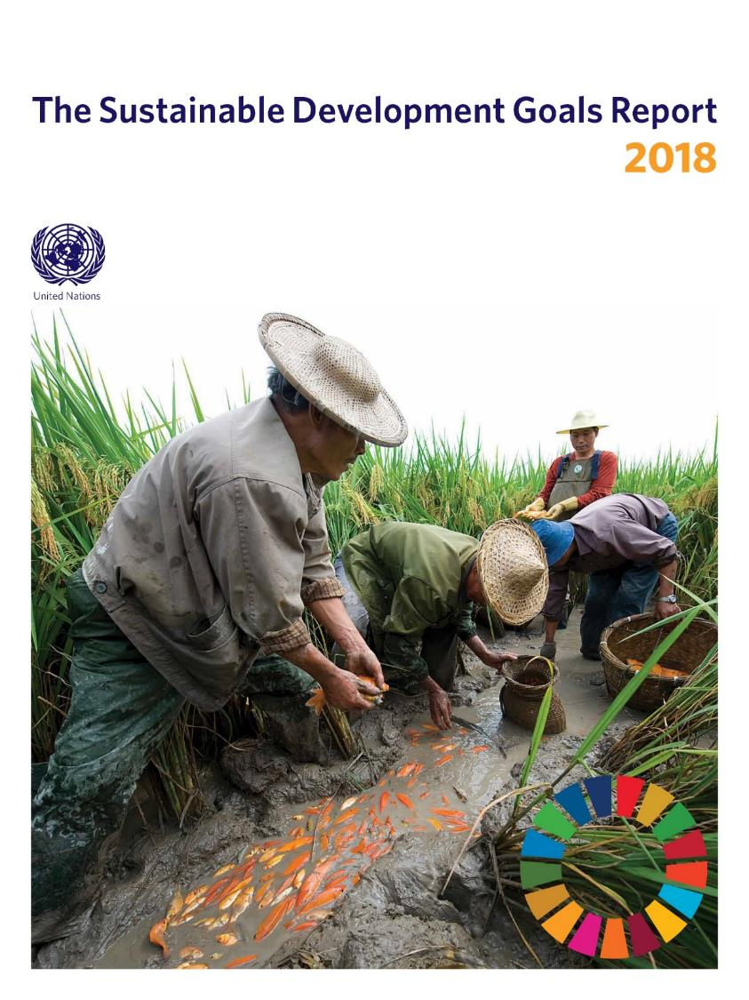 The Sustainable Development Goals Report
2018
United Nations